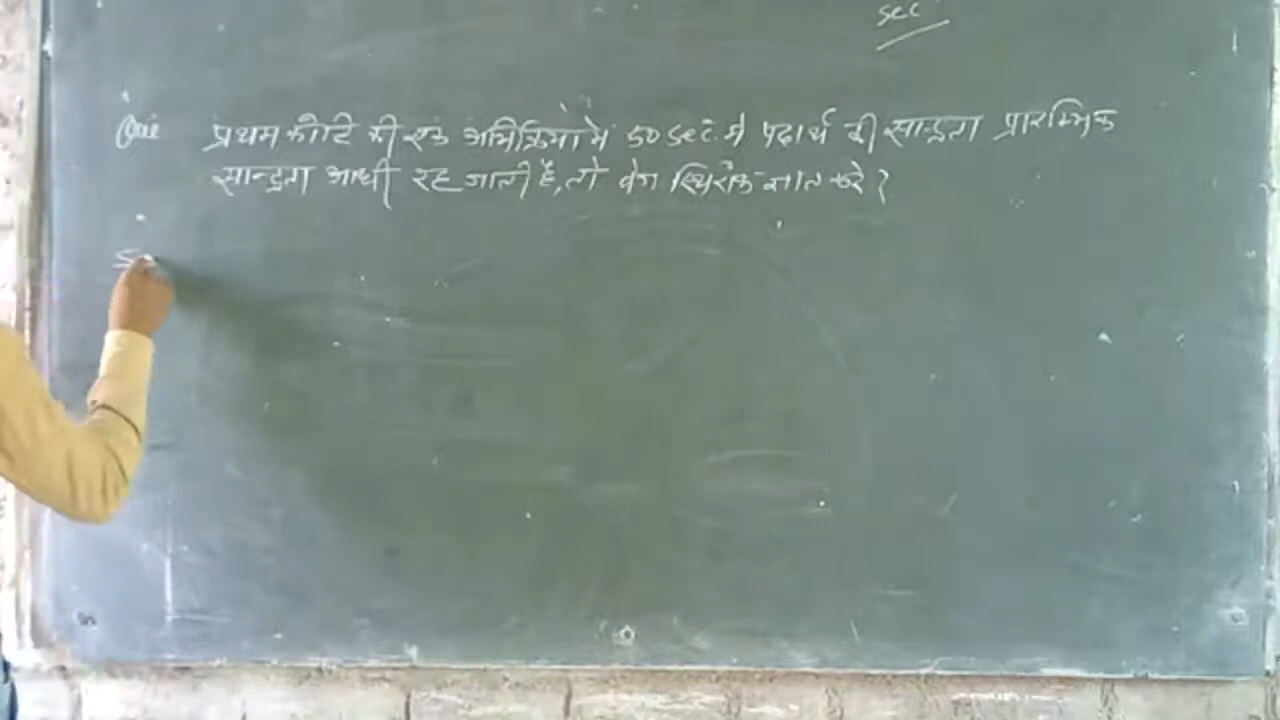 sec
Que प्रथम कोटि की एक अभिक्रिया में 50 sec. में पदार्थ की सान्द्रता प्रारम्भिक
सान्द्रता आधी रह जाती है, तो वेग स्थिरांक ज्ञात करे?
S